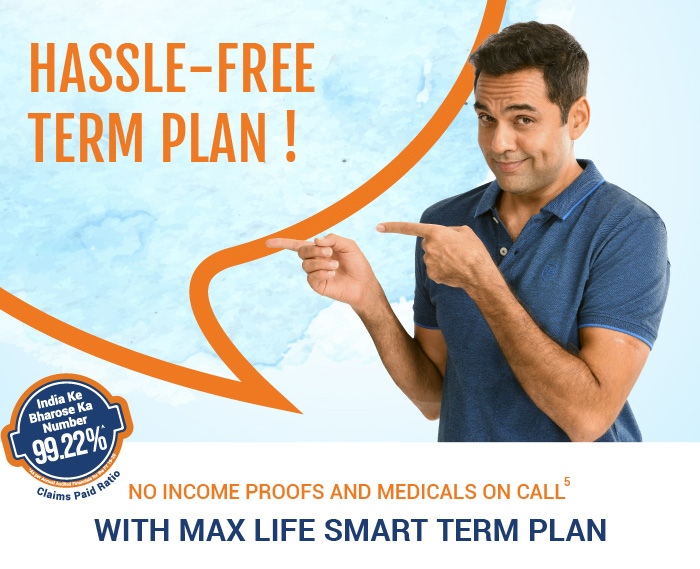 HASSLE-FREE
TERM PLAN !
India Ke
Bharose Ka
Number
99.22%^
Claims Paid Ratio
NO INCOME PROOFS AND MEDICALS ON CALL⁵
WITH MAX LIFE SMART TERM PLAN